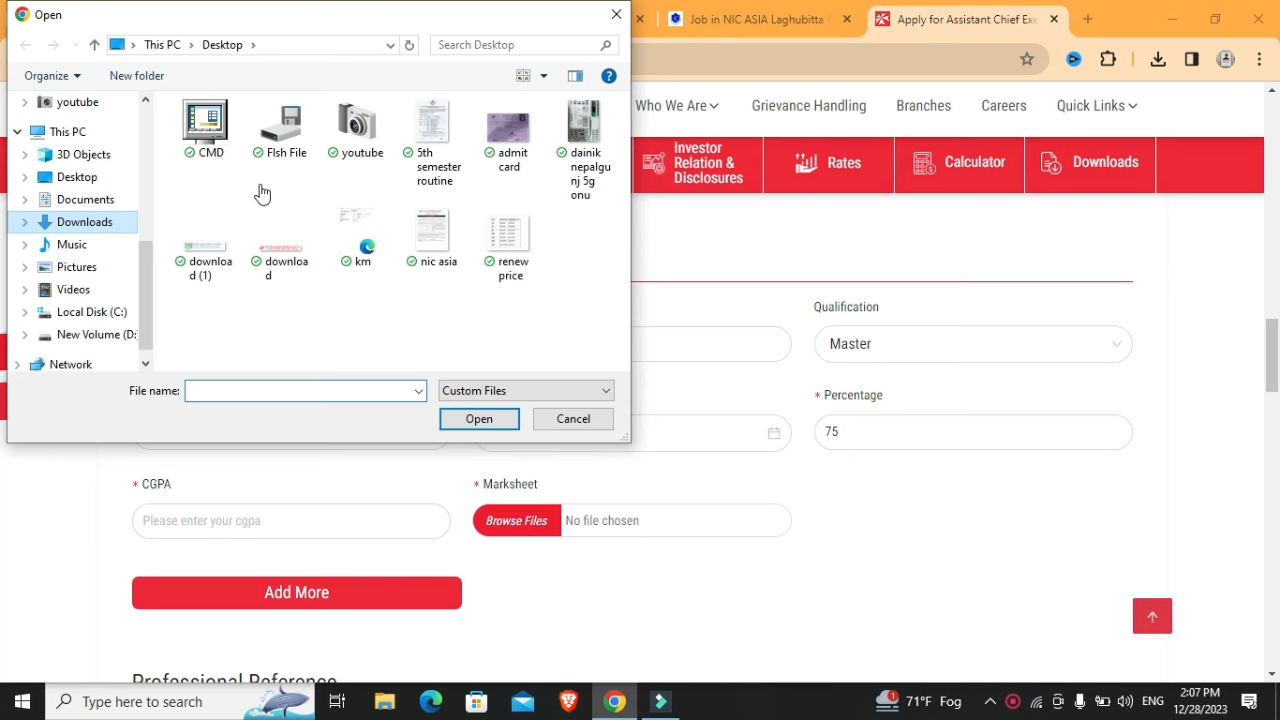 Open
Job in NIC ASIA Laghubitta
Apply for Assistant Chief Exe
This PC
Desktop
Search Desktop
Organize
New folder
youtube
This PC
3D Objects
Desktop
Documents
Downloads
Music
Pictures
Videos
Local Disk (C:)
New Volume (D:
Network
CMD
Flsh File
youtube
5th
semester
routine
admit
card
dainik
nepalgu
nj 5g
onu
downloa
d (1)
downloa
d
km
nic asia
renew
price
File name:
Custom Files
Open
Cancel
Who We Are
Grievance Handling
Branches
Careers
Quick Links
Investor
Relation &
Disclosures
Rates
Calculator
Downloads
Qualification
Master
* Percentage
75
* CGPA
Please enter your cgpa
* Marksheet
Browse Files
No file chosen
Add More
Professional Reference
Type here to search
1
71°F Fog
ENG
2:07 PM
12/28/2023